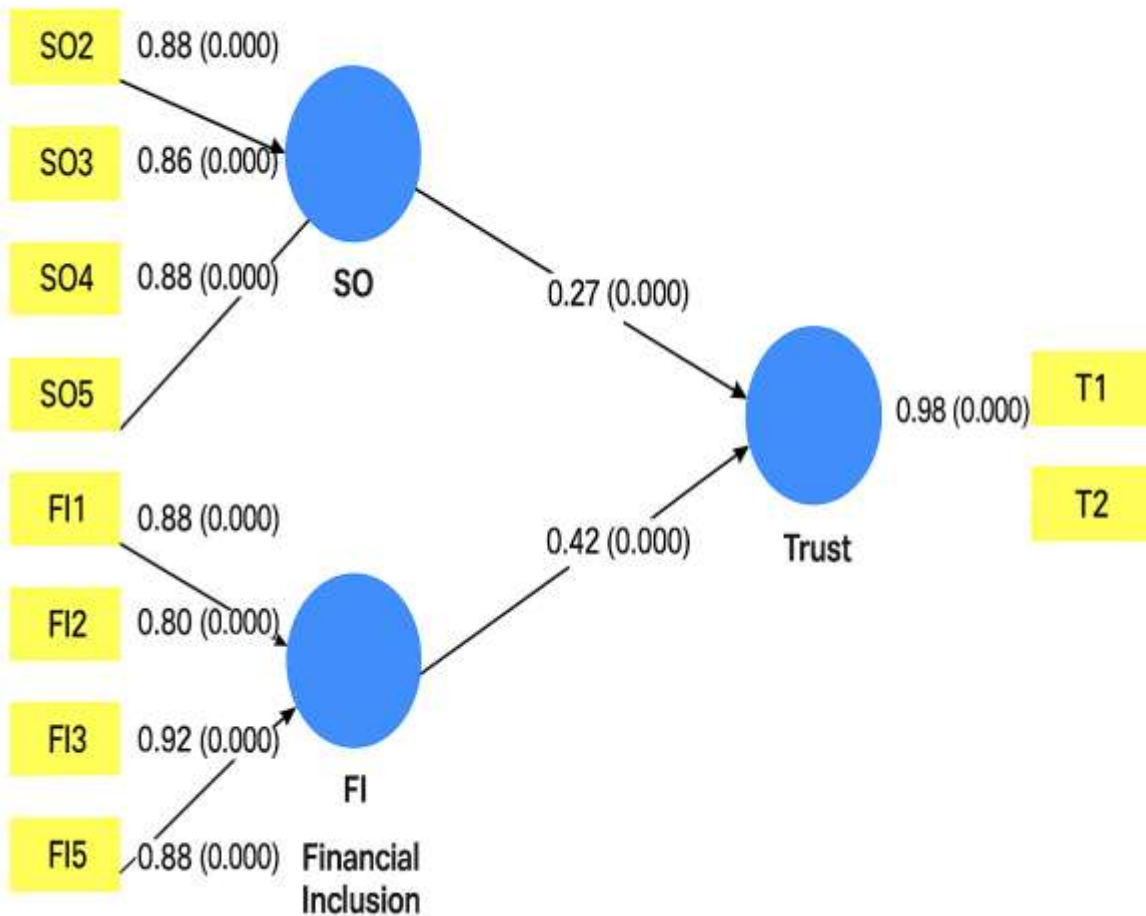 SO2 0.88 (0.000)
SO3 0.86 (0.000)
SO4 0.88 (0.000)
SO
0.27 (0.000)
SO5
T1
0.98 (0.000)
T2
FI1 0.88 (0.000)
0.42 (0.000)
Trust
FI2 0.80 (0.000)
FI3 0.92 (0.000)
FI
FI5 0.88 (0.000)
Financial
Inclusion